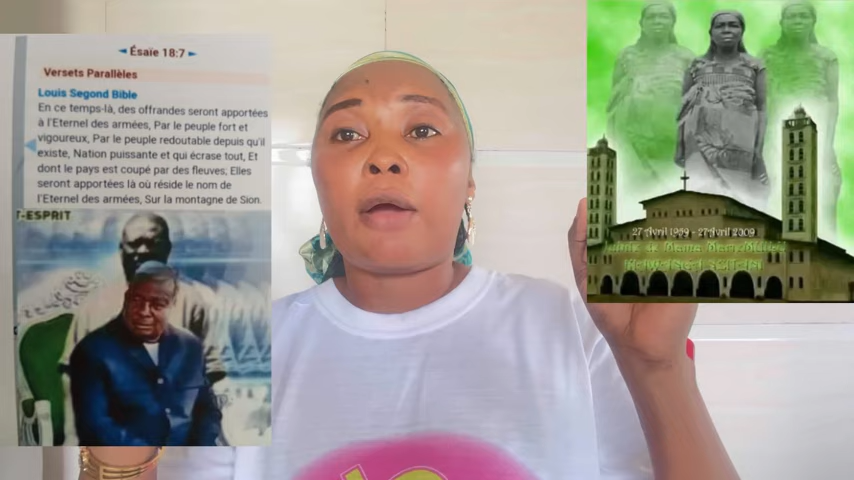 Ésaïe 18:7
Versets Parallèles
Louis Segond Bible
En ce temps-là, des offrandes seront apportées
à l'Eternel des armées, Par le peuple fort et
vigoureux, Par le peuple redoutable depuis qu'il
existe, Nation puissante et qui écrase tout, Et
dont le pays est coupé par des fleuves; Elles
seront apportées là où réside le nom de
l'Eternel des armées, Sur la montagne de Sion.
-ESPRIT
27 Avril 1959 - 27 Avril 2009